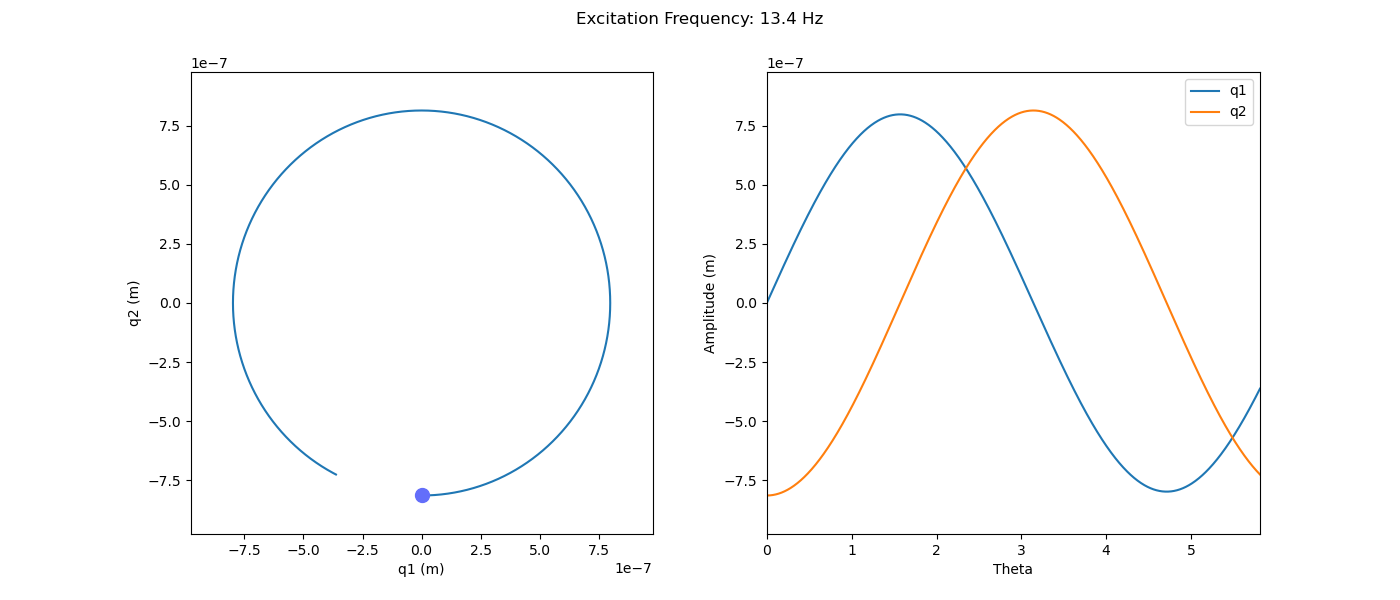 Excitation Frequency: 13.4 Hz
1e−7
7.5
5.0
2.5
0.0
−2.5
−5.0
−7.5
q2 (m)
−7.5 −5.0 −2.5 0.0 2.5 5.0 7.5
q1 (m)
1e−7
1e−7
7.5
5.0
2.5
0.0
−2.5
−5.0
−7.5
Amplitude (m)
q1
q2
0 1 2 3 4 5
Theta